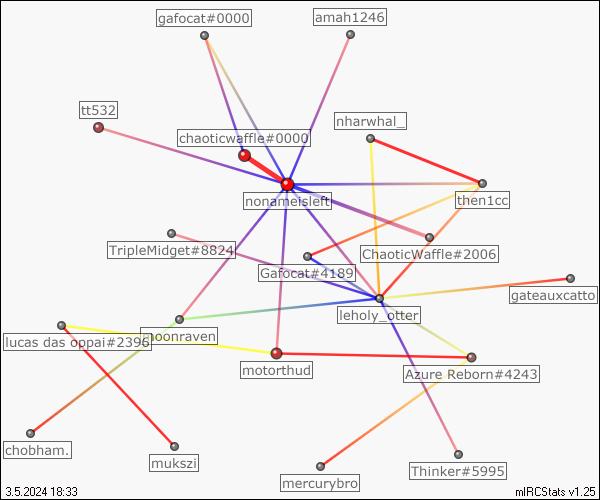 gafocat#0000
amah1246
tt532
nharwhal_
chaoticwaffle#0000
nonameisleft
then1cc
TripleMidget#8824
ChaoticWaffle#2006
Gafocat#4189
gateauxcatto
leholy_otter
lucas das oppai#2396
moonraven
motorthud
Azure Reborn#4243
chobham.
mukszi
Thinker#5995
mercurybro
3.5.2024 18:33
mIRCStats v1.25